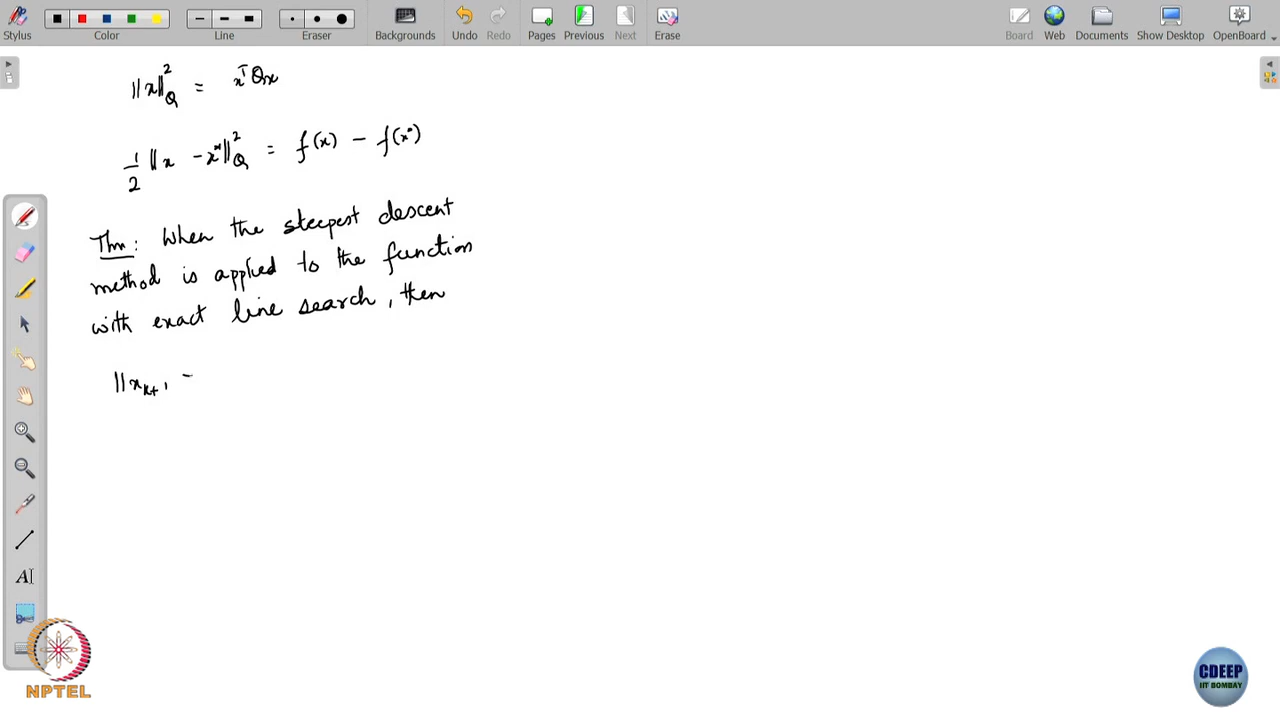 Stylus
Color
Line
Eraser
Backgrounds
Undo
Redo
Pages
Previous
Next
Erase
Board
Web
Documents
Show Desktop
OpenBoard
‖x‖²_Q = xᵀQx
1/2 ‖x - x*‖²_Q = f(x) - f(x*)
Thm: When the steepest descent
method is applied to the function
with exact line search, then
‖x_{k+1} -
AI
NPTEL
CDEEP
IIT BOMBAY